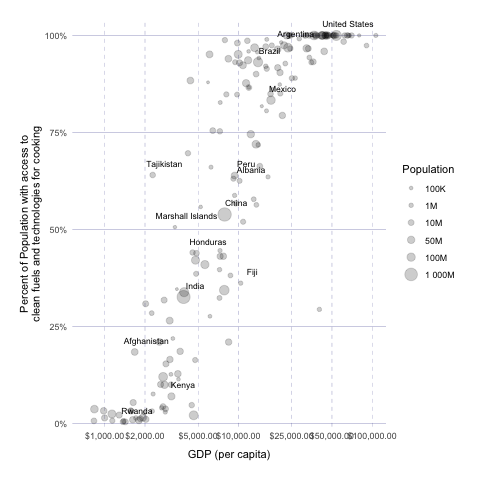 United States
Argentina
100%
Brazil
Mexico
75%
Tajikistan
Peru
Albania
China
Marshall Islands
50%
Honduras
Fiji
India
25%
Afghanistan
Kenya
Rwanda
0%
$1,000.00 $2,000.00 $5,000.00 $10,000.00 $25,000.00 $50,000.00 $100,000.00
GDP (per capita)
Percent of Population with access to
clean fuels and technologies for cooking
Population
100K
1M
10M
50M
100M
1 000M